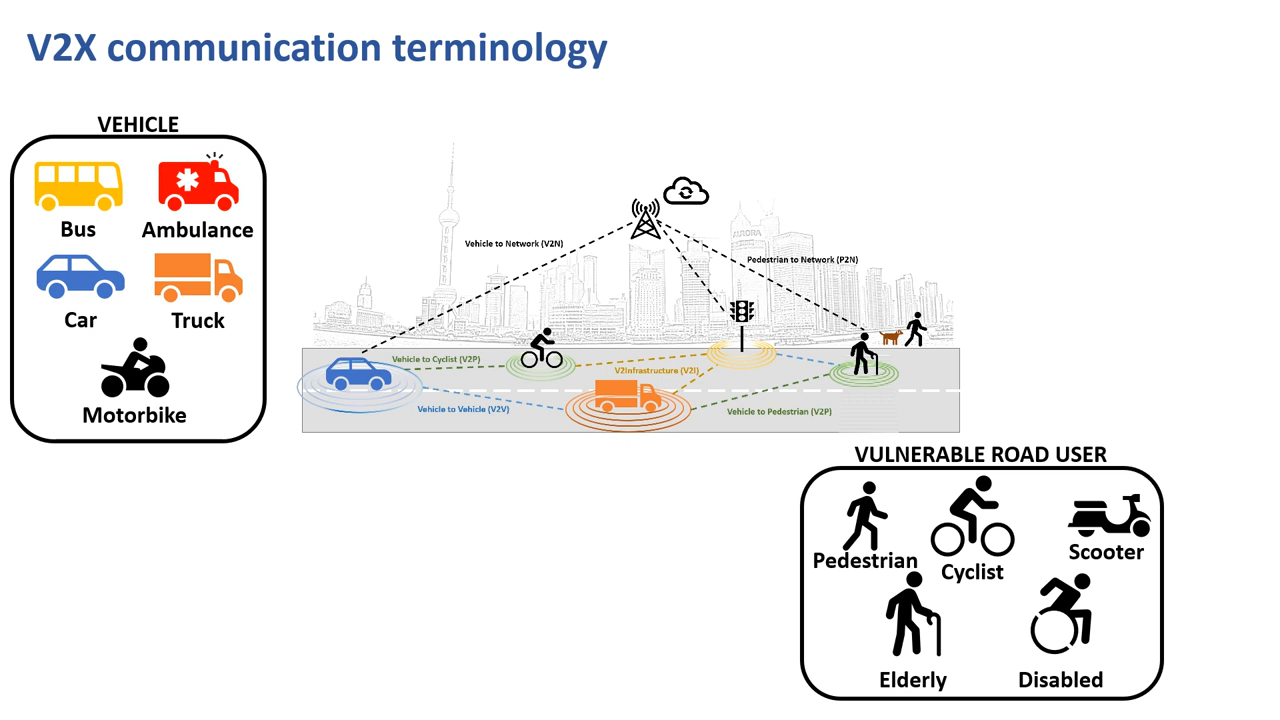 V2X communication terminology
VEHICLE
Bus
Ambulance
Car
Truck
Motorbike
Vehicle to Network (V2N)
AURORA
Pedestrian to Network (P2N)
Vehicle to Cyclist (V2P)
V2Infrastructure (V2I)
Vehicle to Vehicle (V2V)
Vehicle to Pedestrian (V2P)
VULNERABLE ROAD USER
Pedestrian
Cyclist
Scooter
Elderly
Disabled